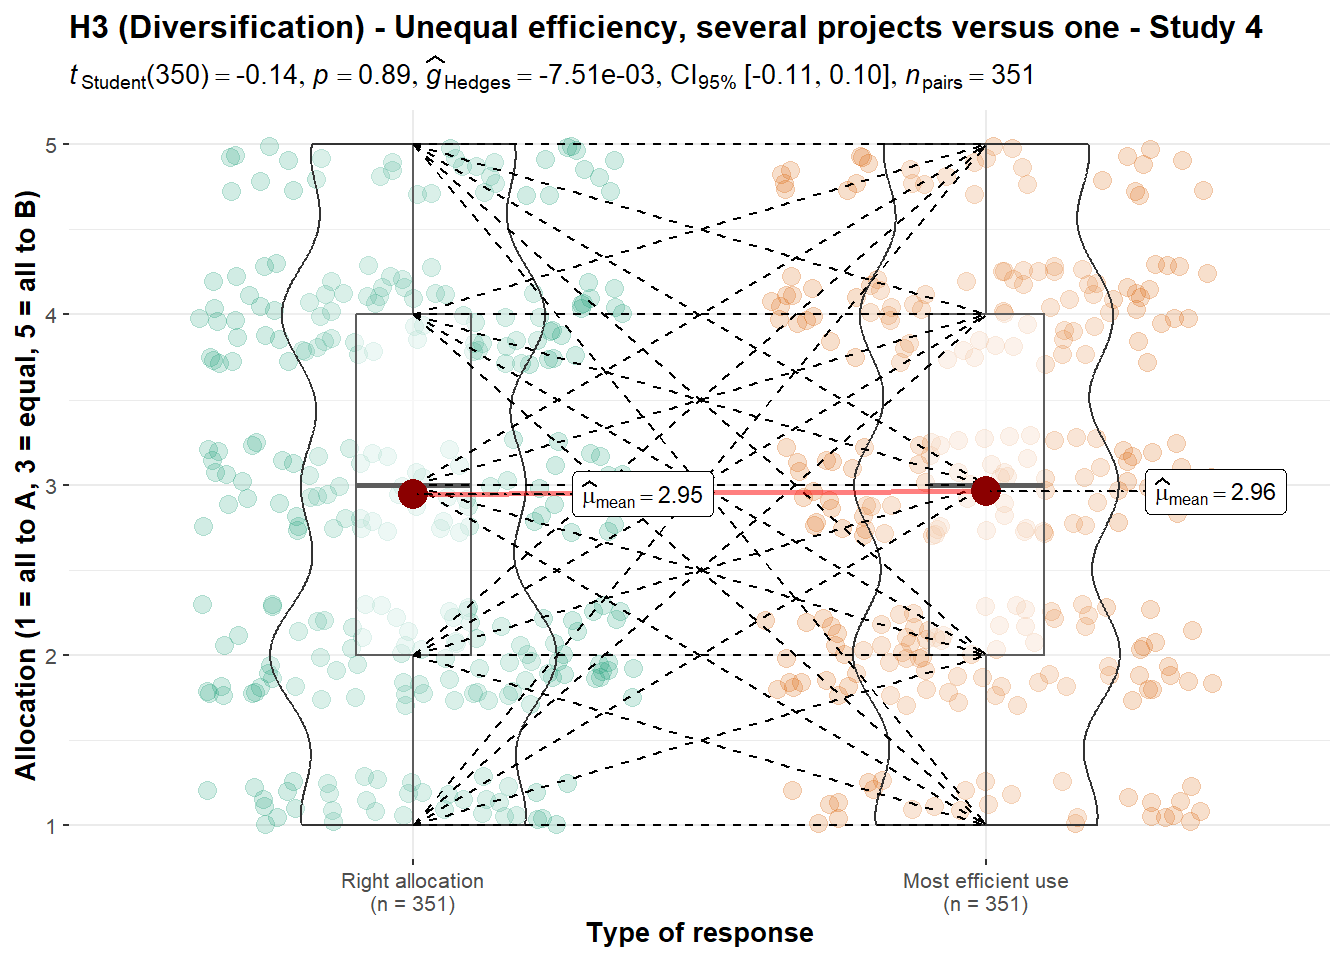 H3 (Diversification) - Unequal efficiency, several projects versus one - Study 4
t Student(350) = -0.14, p = 0.89, ĝ Hedges = -7.51e-03, CI95% [-0.11, 0.10], npairs = 351
Allocation (1 = all to A, 3 = equal, 5 = all to B)
5
4
3
2
1
μ̂mean = 2.95
μ̂mean = 2.96
Right allocation
(n = 351)
Most efficient use
(n = 351)
Type of response